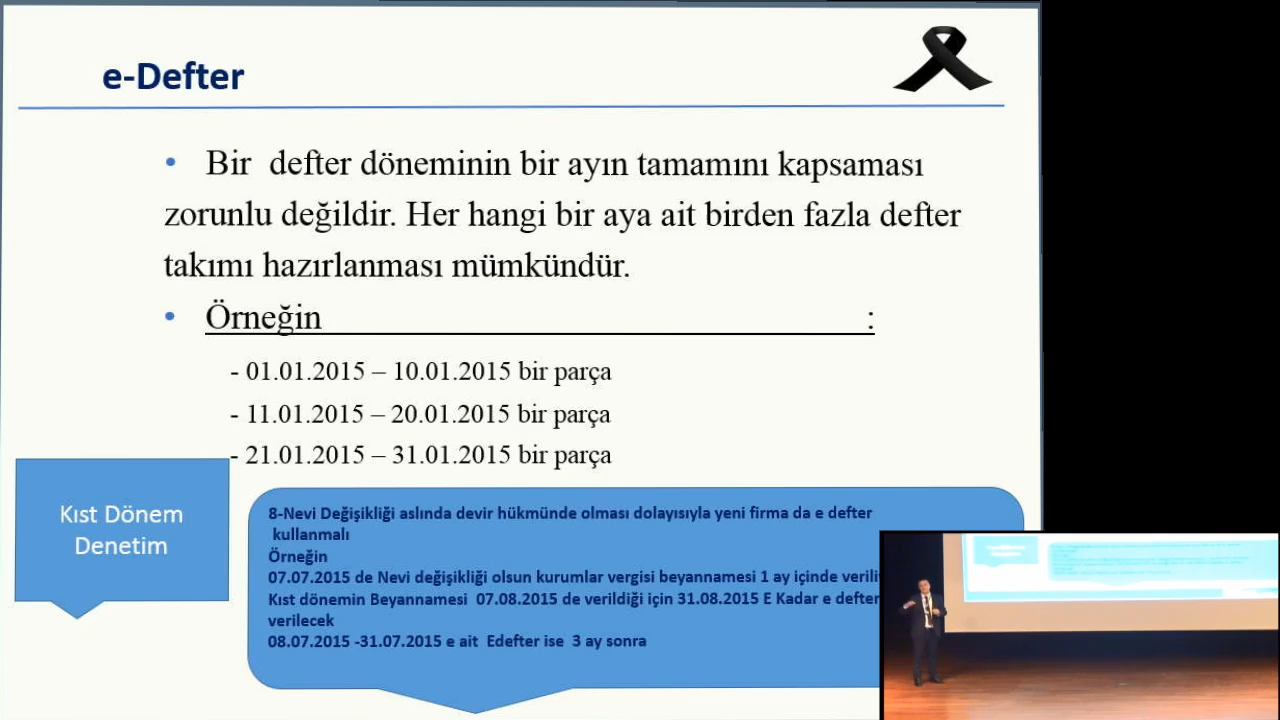 e-Defter
• Bir defter döneminin bir ayın tamamını kapsaması
zorunlu değildir. Her hangi bir aya ait birden fazla defter
takımı hazırlanması mümkündür.
• Örneğin :
- 01.01.2015 – 10.01.2015 bir parça
- 11.01.2015 – 20.01.2015 bir parça
- 21.01.2015 – 31.01.2015 bir parça
Kıst Dönem
Denetim
8-Nevi Değişikliği aslında devir hükmünde olması dolayısıyla yeni firma da e defter
kullanmalı
Örneğin
07.07.2015 de Nevi değişikliği olsun kurumlar vergisi beyannamesi 1 ay içinde
Kıst dönemin Beyannamesi 07.08.2015 de verildiği için 31.08.2015 E Kadar e defter
verilecek
08.07.2015 -31.07.2015 e ait Edefter ise 3 ay sonra